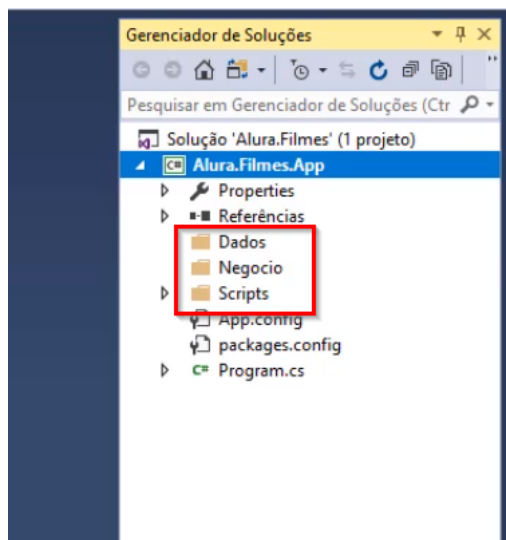 Gerenciador de Soluções
Pesquisar em Gerenciador de Soluções (Ctr
Solução 'Alura.Filmes' (1 projeto)
C# Alura.Filmes.App
Properties
Referências
Dados
Negocio
Scripts
App.config
packages.config
C# Program.cs